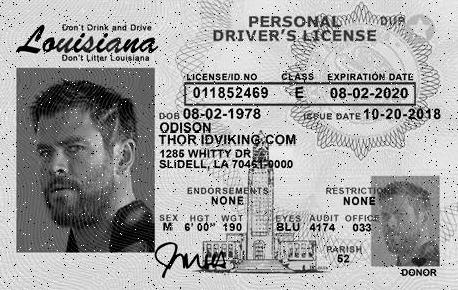 Don't Drink and Drive
Louisiana
Don't Litter Louisiana
PERSONAL DUP
DRIVER'S LICENSE
LICENSE/ID.NO CLASS EXPIRATION DATE
011852469 E 08-02-2020
DOB 08-02-1978 ISSUE DATE 10-20-2018
ODISON
THOR IDVIKING.COM
1285 WHITTY DR
SLIDELL, LA 70461-0000
ENDORSEMENTS RESTRICTIONS
NONE NONE
SEX HGT WGT EYES AUDIT OFFICE
M 6' 00" 190 BLU 4174 033
PARISH
52
DONOR